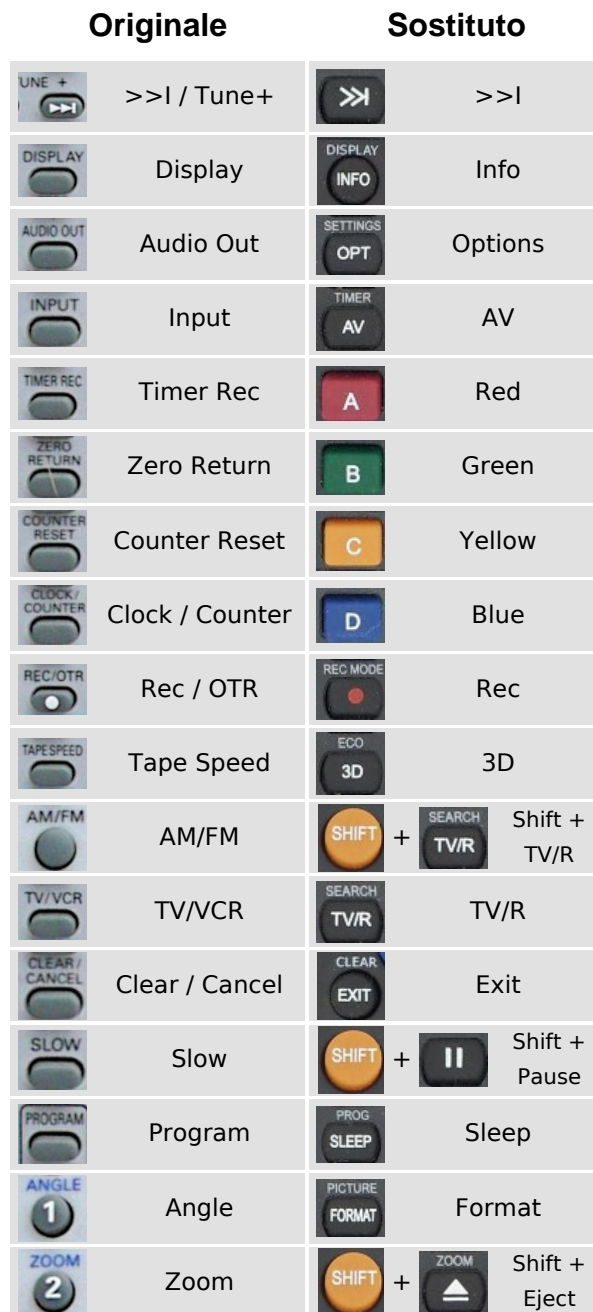 Originale Sostituto
TUNE + >>I / Tune+ >>I
DISPLAY Display DISPLAY INFO Info
AUDIO OUT Audio Out SETTINGS OPT Options
INPUT Input TIMER AV AV
TIMER REC Timer Rec A Red
ZERO RETURN Zero Return B Green
COUNTER RESET Counter Reset C Yellow
CLOCK/ COUNTER Clock / Counter D Blue
REC/OTR Rec / OTR REC MODE Rec
TAPE SPEED Tape Speed ECO 3D 3D
AM/FM AM/FM SHIFT + SEARCH TV/R Shift + TV/R
TV/VCR TV/VCR SEARCH TV/R TV/R
CLEAR/ CANCEL Clear / Cancel CLEAR EXIT Exit
SLOW Slow SHIFT + Shift + Pause
PROGRAM Program PROG SLEEP Sleep
ANGLE 1 Angle PICTURE FORMAT Format
ZOOM 2 Zoom SHIFT + ZOOM Shift + Eject